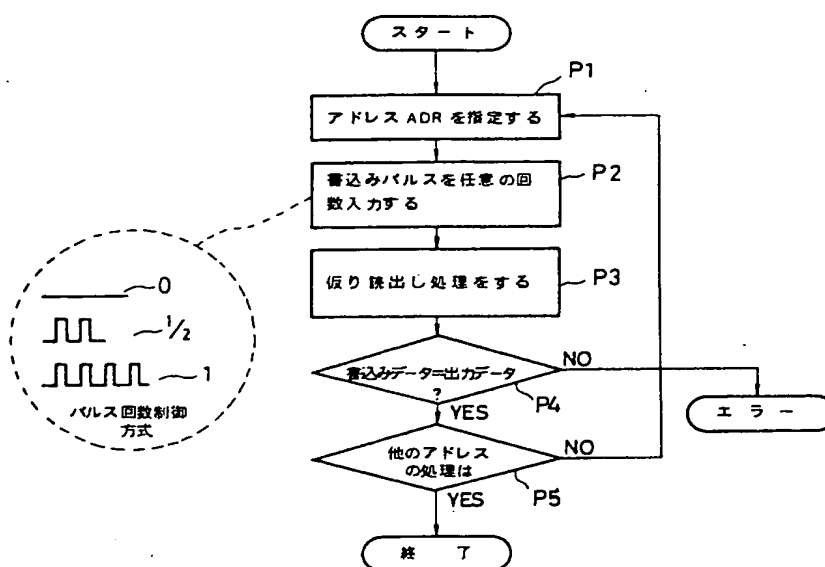 スタート
P1
アドレス ADR を指定する
書込みパルスを任意の回
数入力する
P2
仮り読出し処理をする
P3
0
1/2
1
パルス回数制御
方式
書込みデータ=出力データ
?
P4
NO
YES
エラー
他のアドレス
の処理は
P5
NO
YES
終了